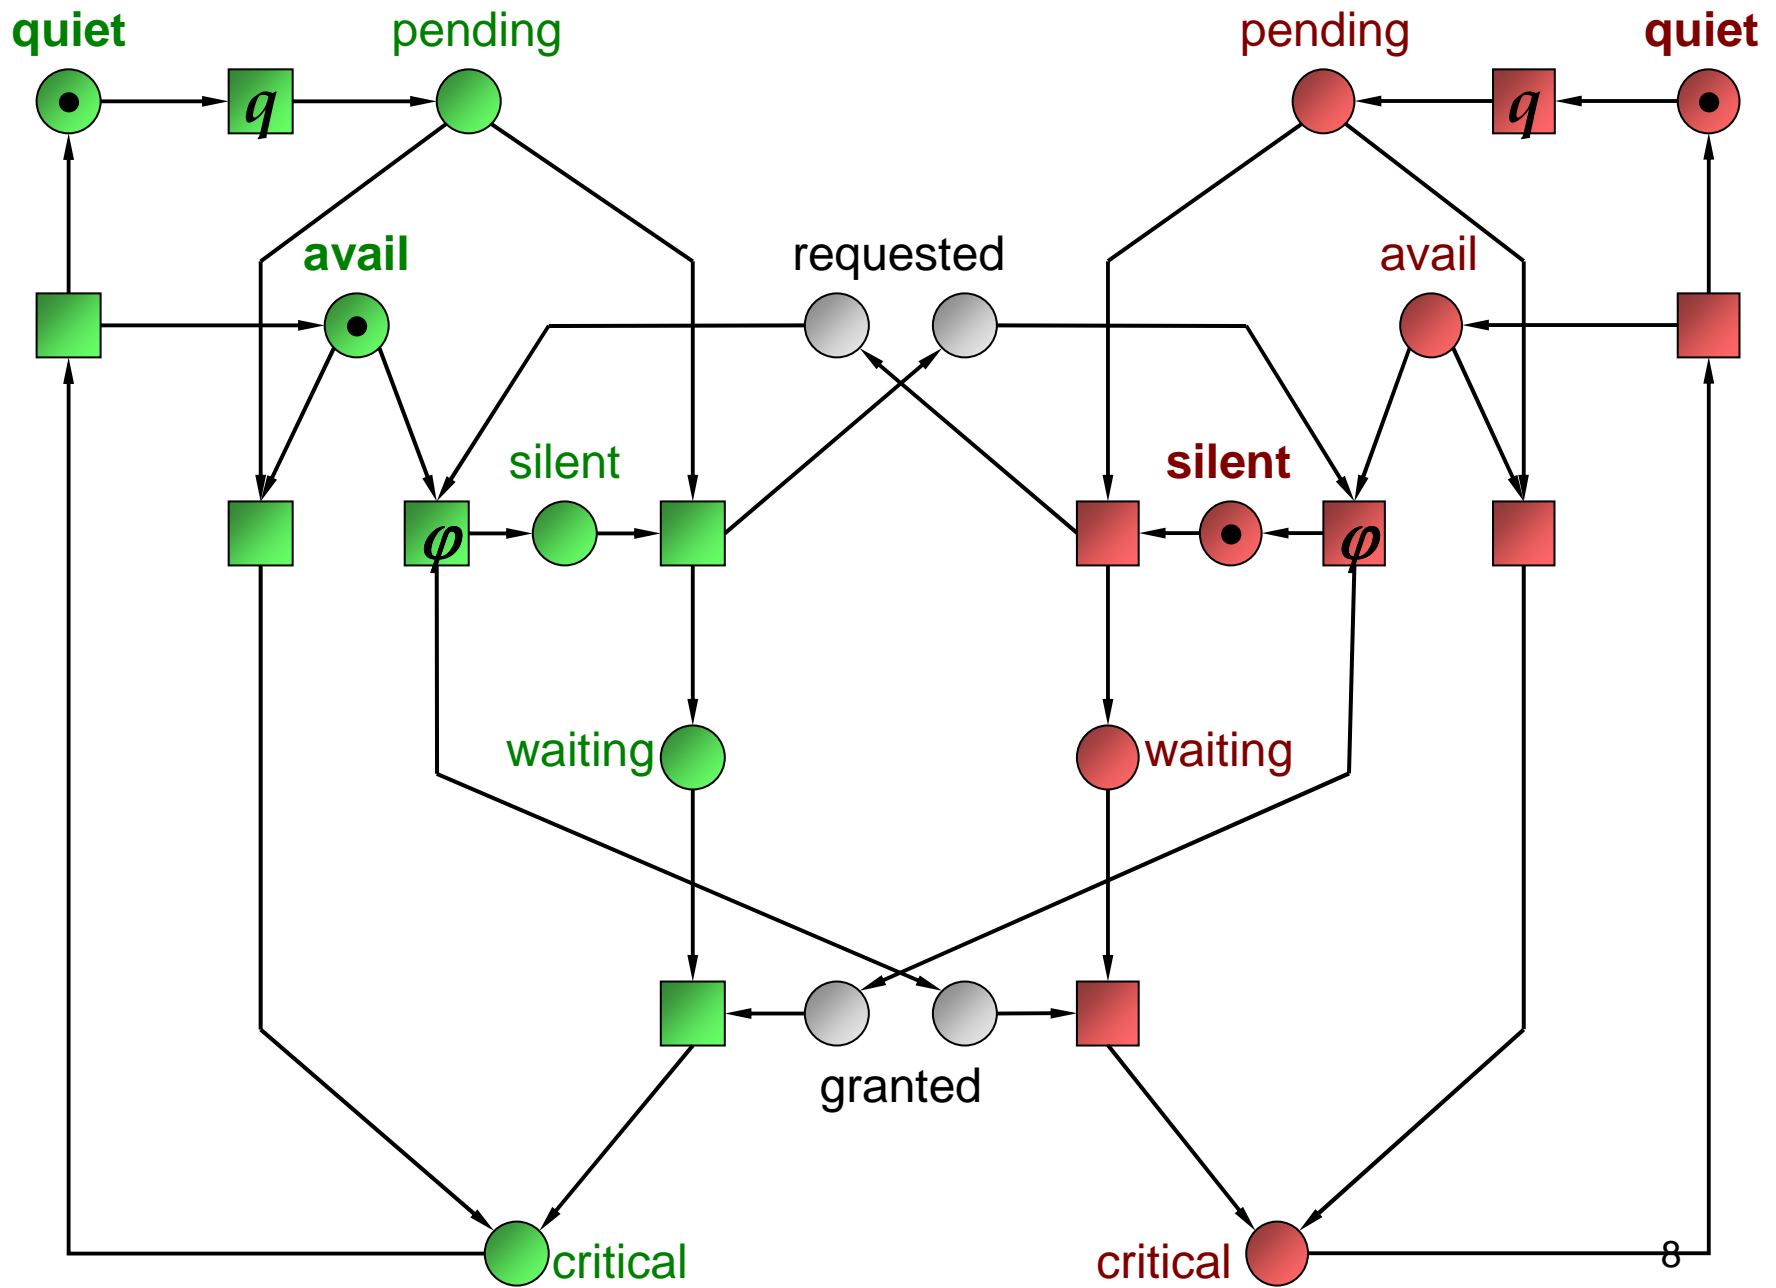 quiet pending pending quiet
q q
avail requested avail
silent silent
φ φ
waiting waiting
granted
critical critical 8